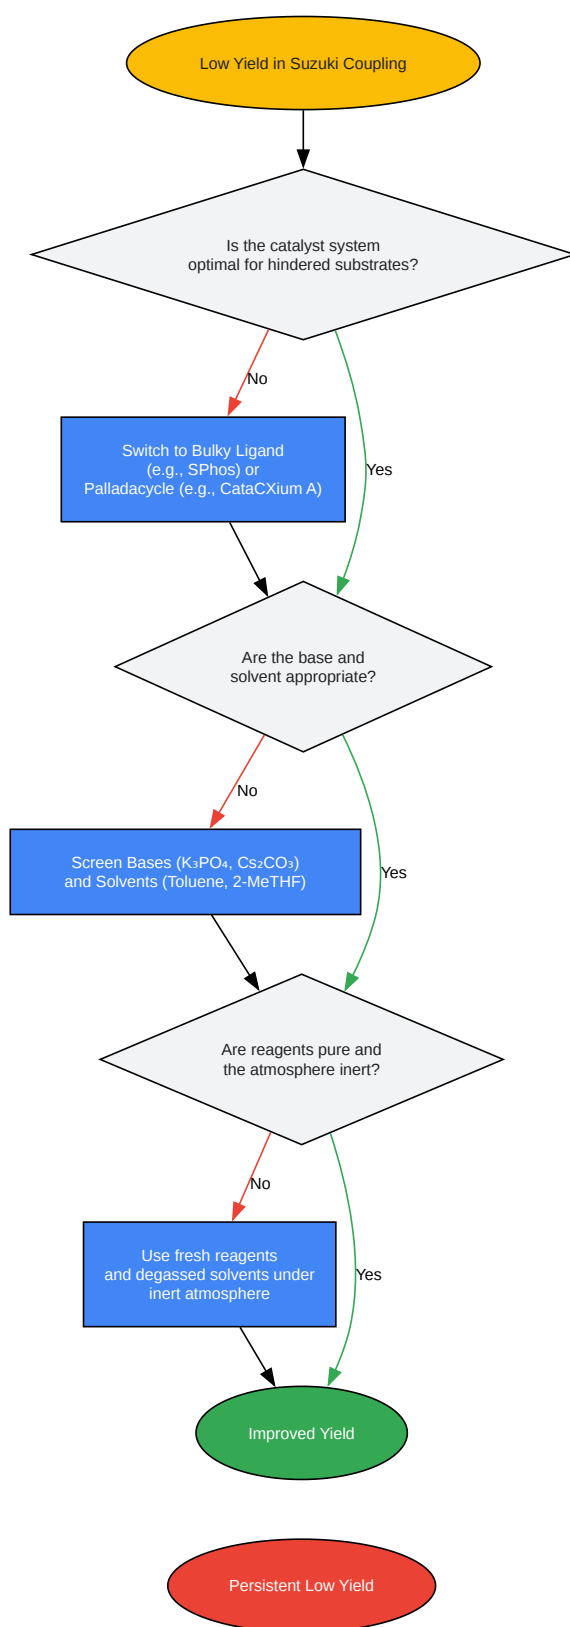 Low Yield in Suzuki Coupling
Is the catalyst system
optimal for hindered substrates?
No
Switch to Bulky Ligand
(e.g., SPhos) or
Palladacycle (e.g., CataCXium A)
Yes
Are the base and
solvent appropriate?
No
Screen Bases (K₃PO₄, Cs₂CO₃)
and Solvents (Toluene, 2-MeTHF)
Yes
Are reagents pure and
the atmosphere inert?
No
Use fresh reagents
and degassed solvents under
inert atmosphere
Yes
Improved Yield
Persistent Low Yield